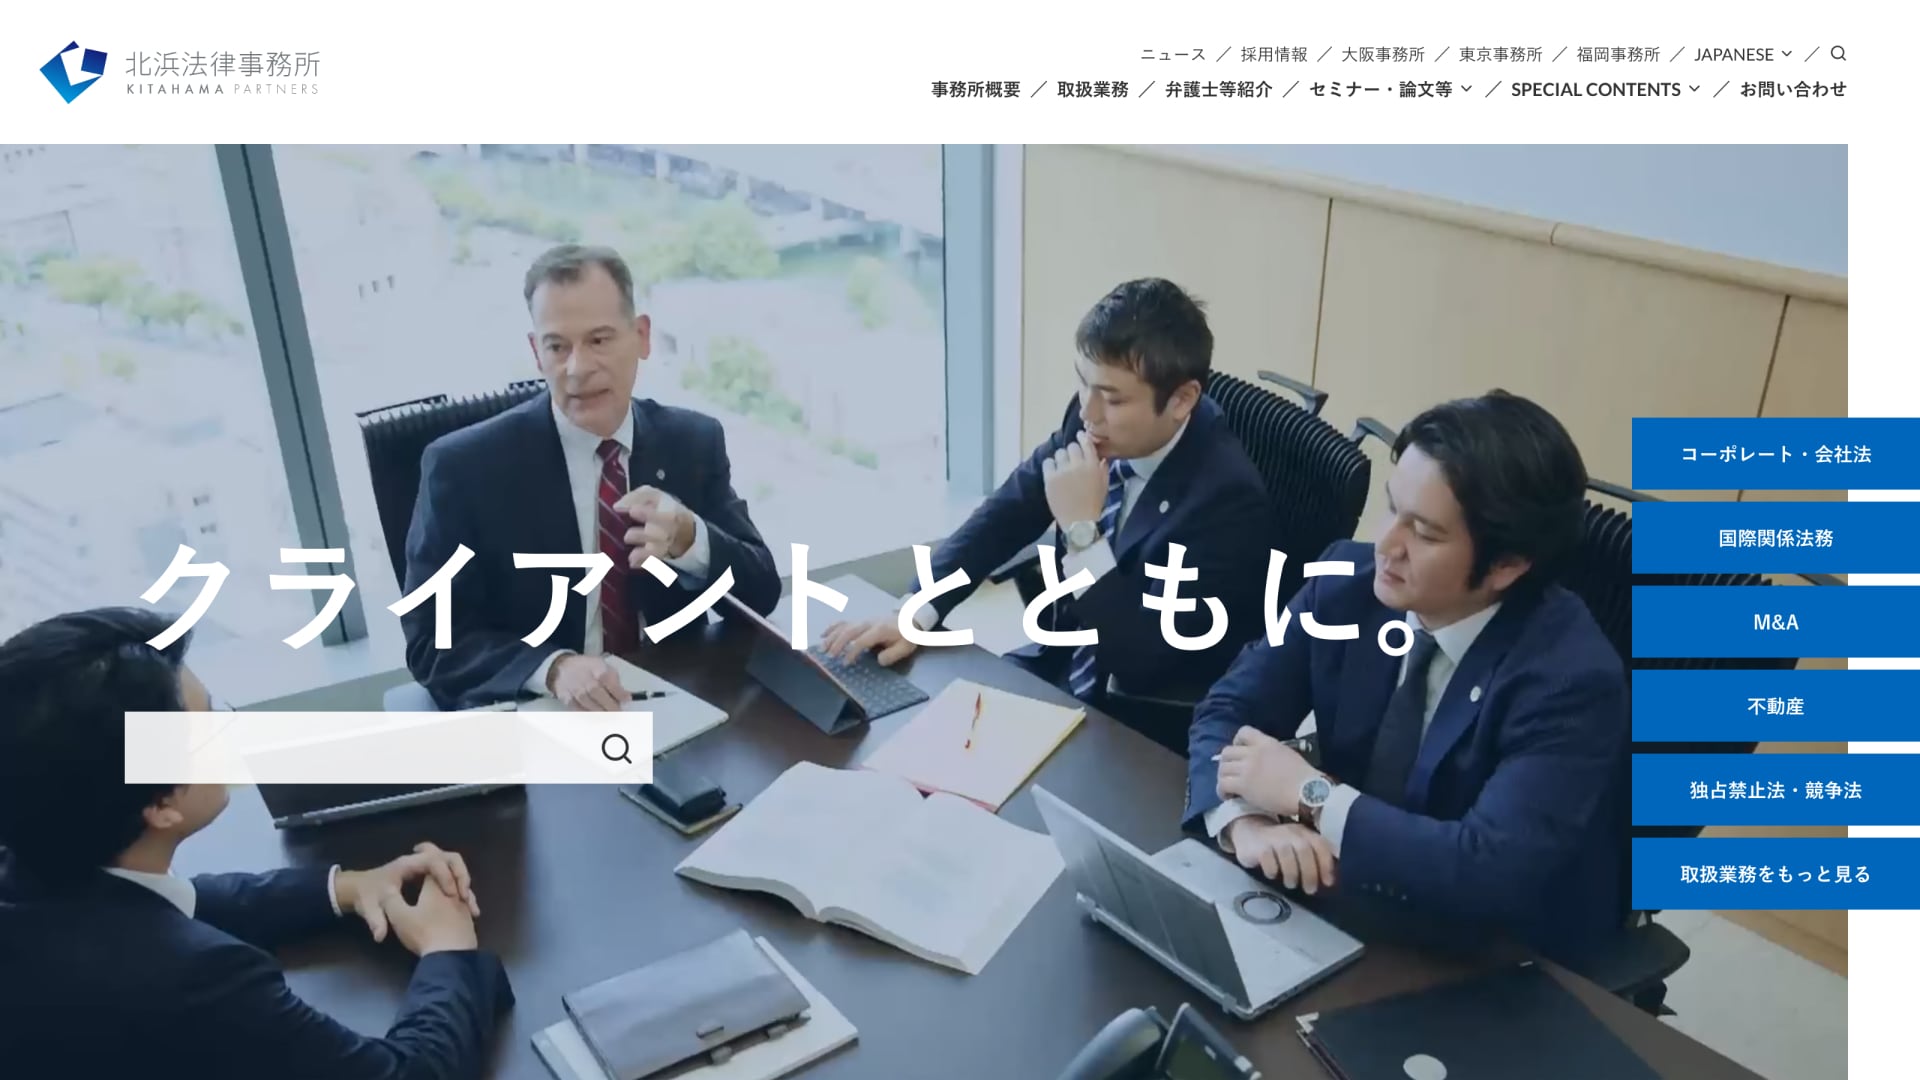 北浜法律事務所
KITAHAMA PARTNERS
ニュース ／ 採用情報 ／ 大阪事務所 ／ 東京事務所 ／ 福岡事務所 ／ JAPANESE ／
事務所概要 ／ 取扱業務 ／ 弁護士等紹介 ／ セミナー・論文等 ／ SPECIAL CONTENTS ／ お問い合わせ
クライアントとともに。
コーポレート・会社法
国際関係法務
M&A
不動産
独占禁止法・競争法
取扱業務をもっと見る